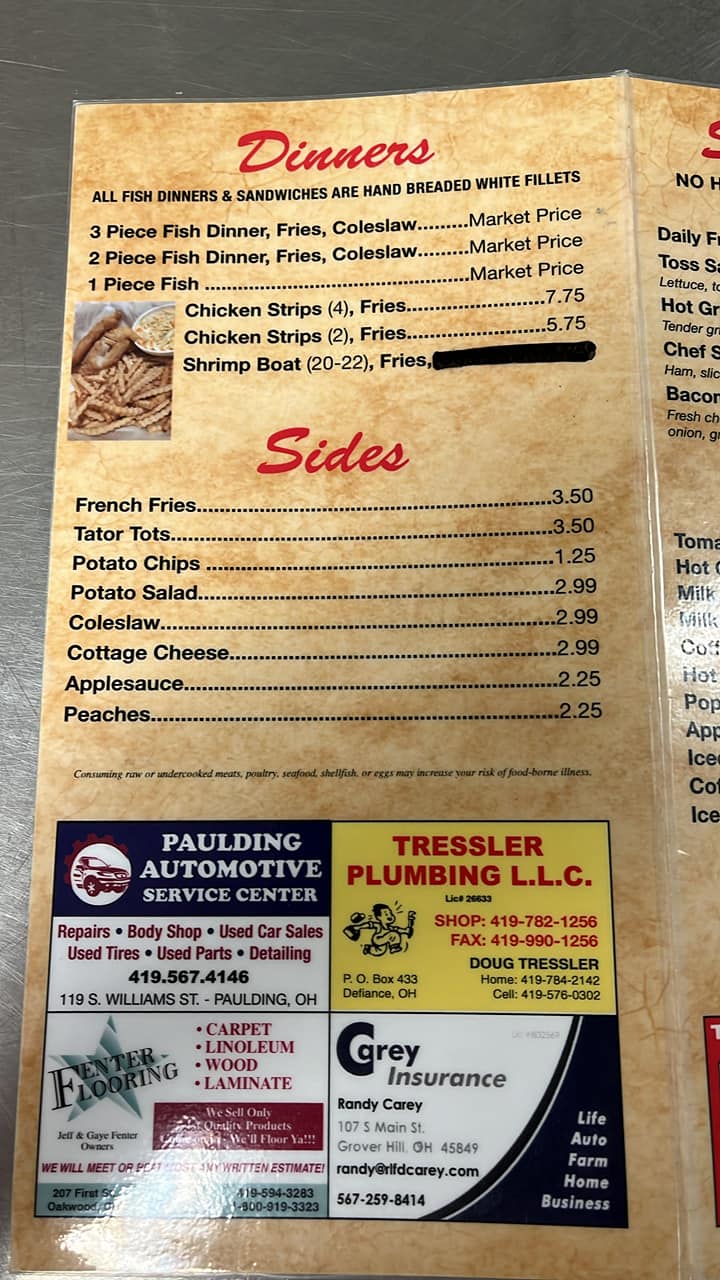 Dinners
ALL FISH DINNERS & SANDWICHES ARE HAND BREADED WHITE FILLETS
3 Piece Fish Dinner, Fries, Coleslaw.........Market Price
2 Piece Fish Dinner, Fries, Coleslaw.........Market Price
1 Piece Fish ................................................Market Price
Chicken Strips (4), Fries.........................7.75
Chicken Strips (2), Fries.........................5.75
Shrimp Boat (20-22), Fries,
Sides
French Fries................................................................3.50
Tator Tots.....................................................................3.50
Potato Chips ...............................................................1.25
Potato Salad................................................................2.99
Coleslaw.......................................................................2.99
Cottage Cheese...........................................................2.99
Applesauce...................................................................2.25
Peaches.........................................................................2.25
Consuming raw or undercooked meats, poultry, seafood, shellfish, or eggs may increase your risk of food-borne illness.
PAULDING
AUTOMOTIVE
SERVICE CENTER
Repairs • Body Shop • Used Car Sales
Used Tires • Used Parts • Detailing
419.567.4146
119 S. WILLIAMS ST. - PAULDING, OH
TRESSLER
PLUMBING L.L.C.
Lic# 26633
SHOP: 419-782-1256
FAX: 419-990-1256
DOUG TRESSLER
P. O. Box 433
Defiance, OH
Home: 419-784-2142
Cell: 419-576-0302
FENTER
FLOORING
• CARPET
• LINOLEUM
• WOOD
• LAMINATE
We Sell Only
Quality Products
We'll Floor Ya!!!
Jeff & Gaye Fenter
Owners
WE WILL MEET OR BEAT MOST ANY WRITTEN ESTIMATE!
207 First
Oakwood,
419-594-3283
1-800-919-3323
Carey
Insurance
Randy Carey
107 S Main St.
Grover Hill, OH 45849
randy@rlfdcarey.com
567-259-8414
Life
Auto
Farm
Home
Business
NO H
Daily F
Toss Sa
Lettuce, to
Hot Gr
Tender gri
Chef S
Ham, slic
Bacon
Fresh ch
onion, gr
Toma
Hot
Milk
Milk
Coff
Hot
Pop
App
Iced
Cof
Ice